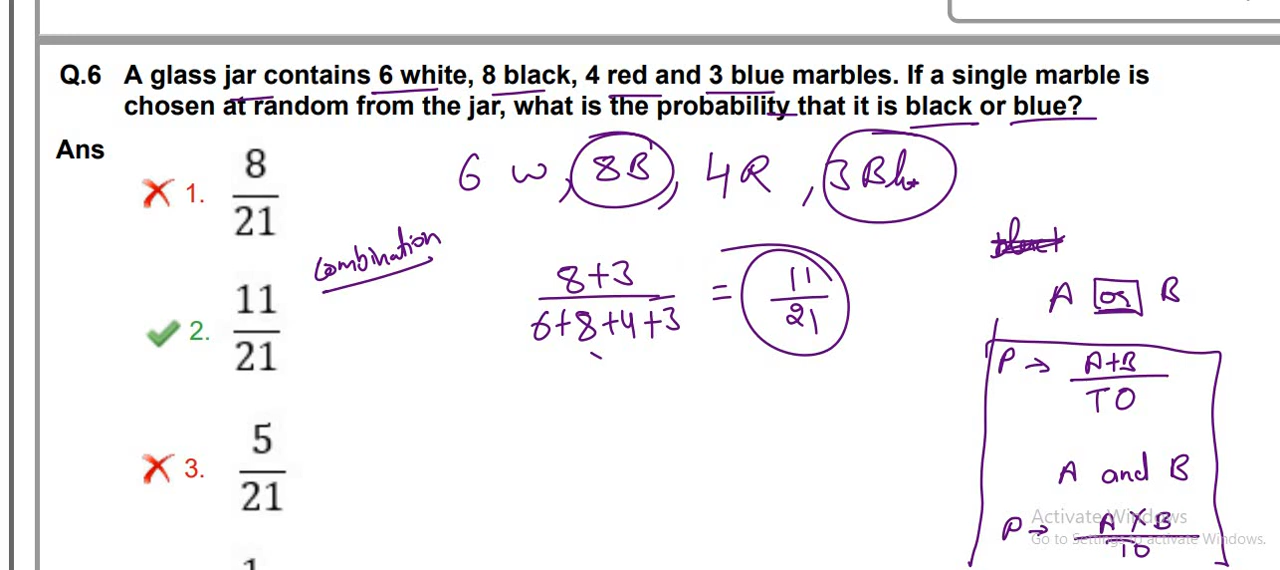 Q.6 A glass jar contains 6 white, 8 black, 4 red and 3 blue marbles. If a single marble is
chosen at random from the jar, what is the probability that it is black or blue?
Ans
6 W, 8B, 4R, 3 Blu
1. 8/21
Combination
8+3/6+8+4+3 = 11/21
A or B
2. 11/21
P → A+B/TO
3. 5/21
A and B
P → A×B/TO
Activate Windows
Go to Settings to activate Windows.
1